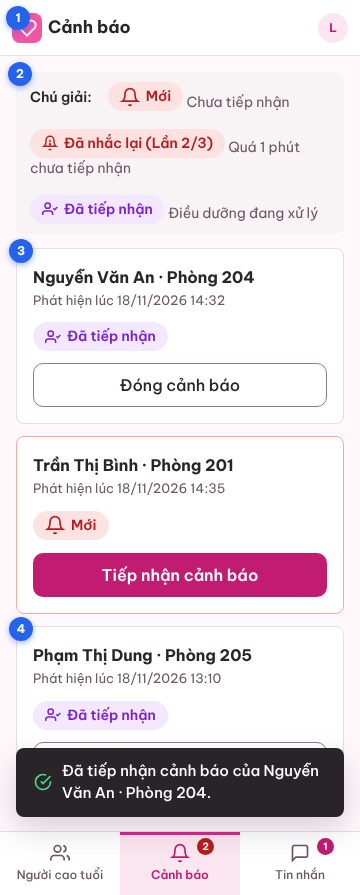 1
Cảnh báo
L
2
Chú giải: Mới Chưa tiếp nhận
Đã nhắc lại (Lần 2/3) Quá 1 phút
chưa tiếp nhận
Đã tiếp nhận Điều dưỡng đang xử lý
3
Nguyễn Văn An · Phòng 204
Phát hiện lúc 18/11/2026 14:32
Đã tiếp nhận
Đóng cảnh báo
Trần Thị Bình · Phòng 201
Phát hiện lúc 18/11/2026 14:35
Mới
Tiếp nhận cảnh báo
4
Phạm Thị Dung · Phòng 205
Phát hiện lúc 18/11/2026 13:10
Đã tiếp nhận
Đã tiếp nhận cảnh báo của Nguyễn
Văn An · Phòng 204.
2 1
Người cao tuổi Cảnh báo Tin nhắn